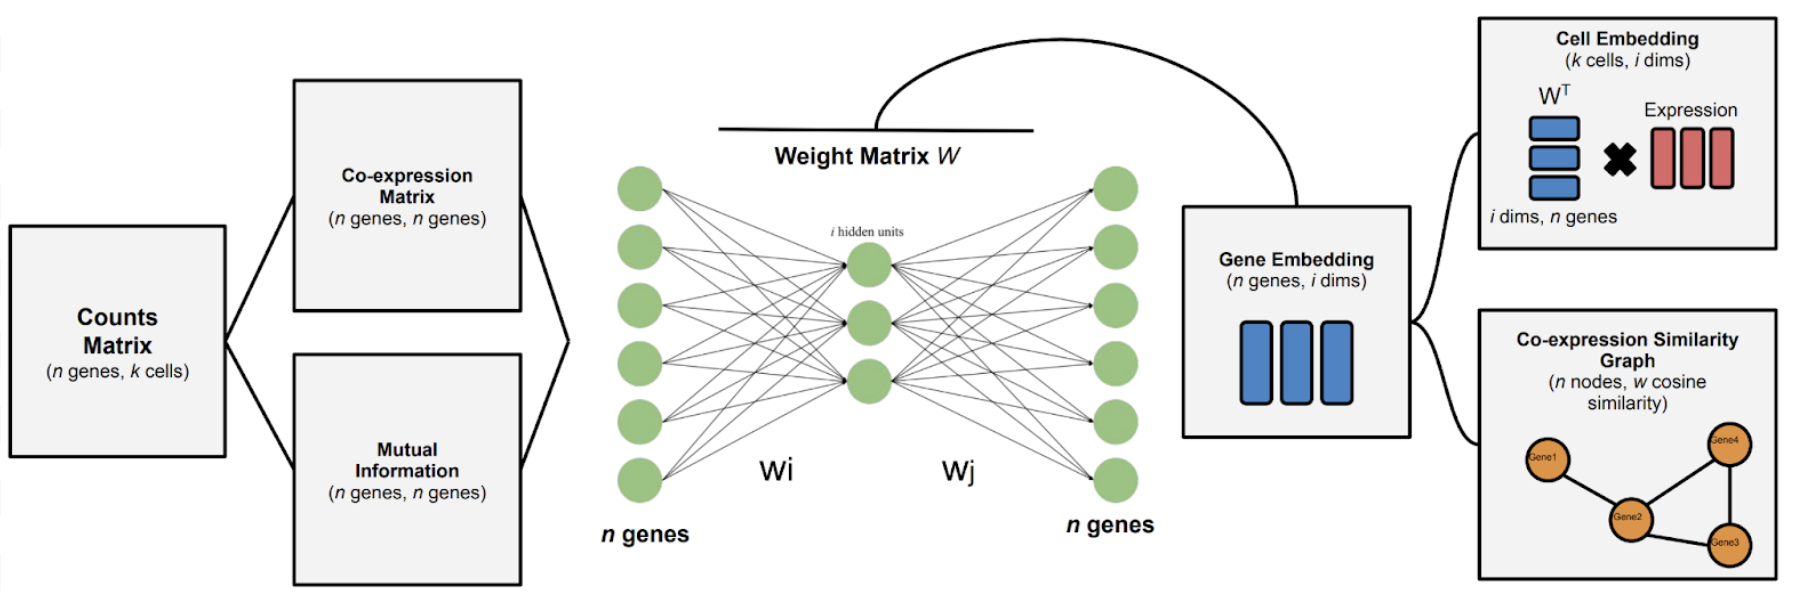 Counts
Matrix
(n genes, k cells)
Co-expression
Matrix
(n genes, n genes)
Mutual
Information
(n genes, n genes)
Weight Matrix W
i hidden units
wi
wj
n genes
n genes
Gene Embedding
(n genes, i dims)
Cell Embedding
(k cells, i dims)
WT
Expression
i dims, n genes
Co-expression Similarity
Graph
(n nodes, w cosine
similarity)
Gene1
Gene4
Gene2
Gene3